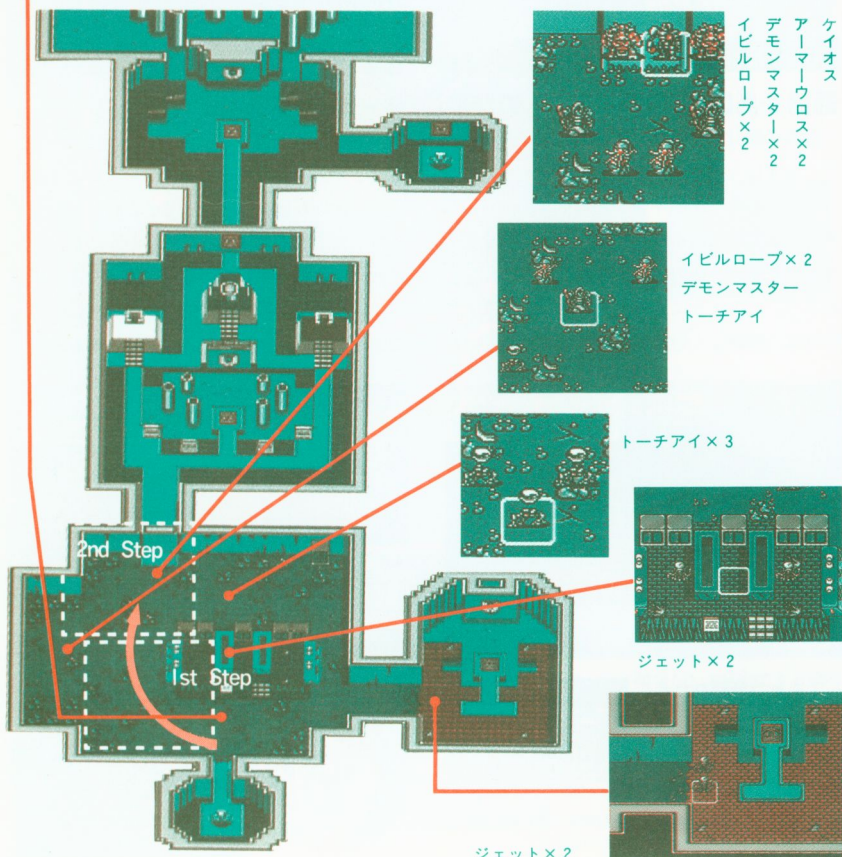 ケイオス
アーマーウロス×2
デモンマスター×2
イビルローブ×2
イビルローブ×2
デモンマスター
トーチアイ
トーチアイ×3
2nd Step
1st Step
ジェット×2
ジェット×2